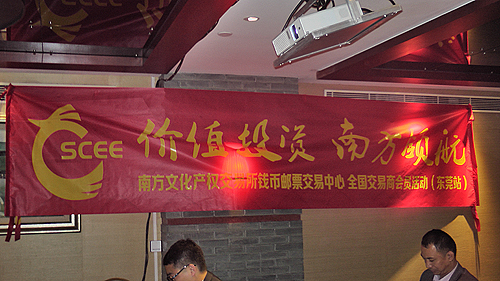 SCEE
价值投资 南方领航
南方文化产权交易所钱币邮票交易中心 全国交易商会员活动（东莞站）